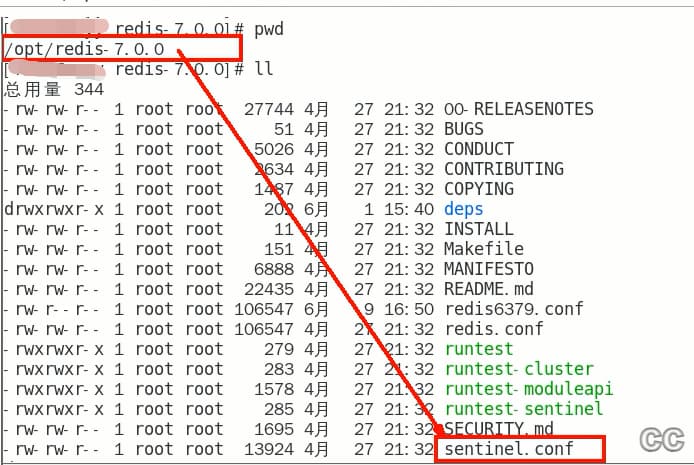 [ redis-7.0.0]# pwd
/opt/redis-7.0.0
[ redis-7.0.0]# ll
总用量 344
-rw-rw-r-- 1 root root 27744 4月 27 21:32 00-RELEASENOTES
-rw-rw-r-- 1 root root 51 4月 27 21:32 BUGS
-rw-rw-r-- 1 root root 5026 4月 27 21:32 CONDUCT
-rw-rw-r-- 1 root root 2634 4月 27 21:32 CONTRIBUTING
-rw-rw-r-- 1 root root 1487 4月 27 21:32 COPYING
drwxrwxr-x 1 root root 202 6月 1 15:40 deps
-rw-rw-r-- 1 root root 11 4月 27 21:32 INSTALL
-rw-rw-r-- 1 root root 151 4月 27 21:32 Makefile
-rw-rw-r-- 1 root root 6888 4月 27 21:32 MANIFESTO
-rw-rw-r-- 1 root root 22435 4月 27 21:32 README.md
-rw-r--r-- 1 root root 106547 6月 9 16:50 redis6379.conf
-rw-rw-r-- 1 root root 106547 4月 27 21:32 redis.conf
-rwxrwxr-x 1 root root 279 4月 27 21:32 runtest
-rwxrwxr-x 1 root root 283 4月 27 21:32 runtest-cluster
-rwxrwxr-x 1 root root 1578 4月 27 21:32 runtest-moduleapi
-rwxrwxr-x 1 root root 285 4月 27 21:32 runtest-sentinel
-rw-rw-r-- 1 root root 1695 4月 27 21:32 SECURITY.md
-rw-rw-r-- 1 root root 13924 4月 27 21:32 sentinel.conf
CC